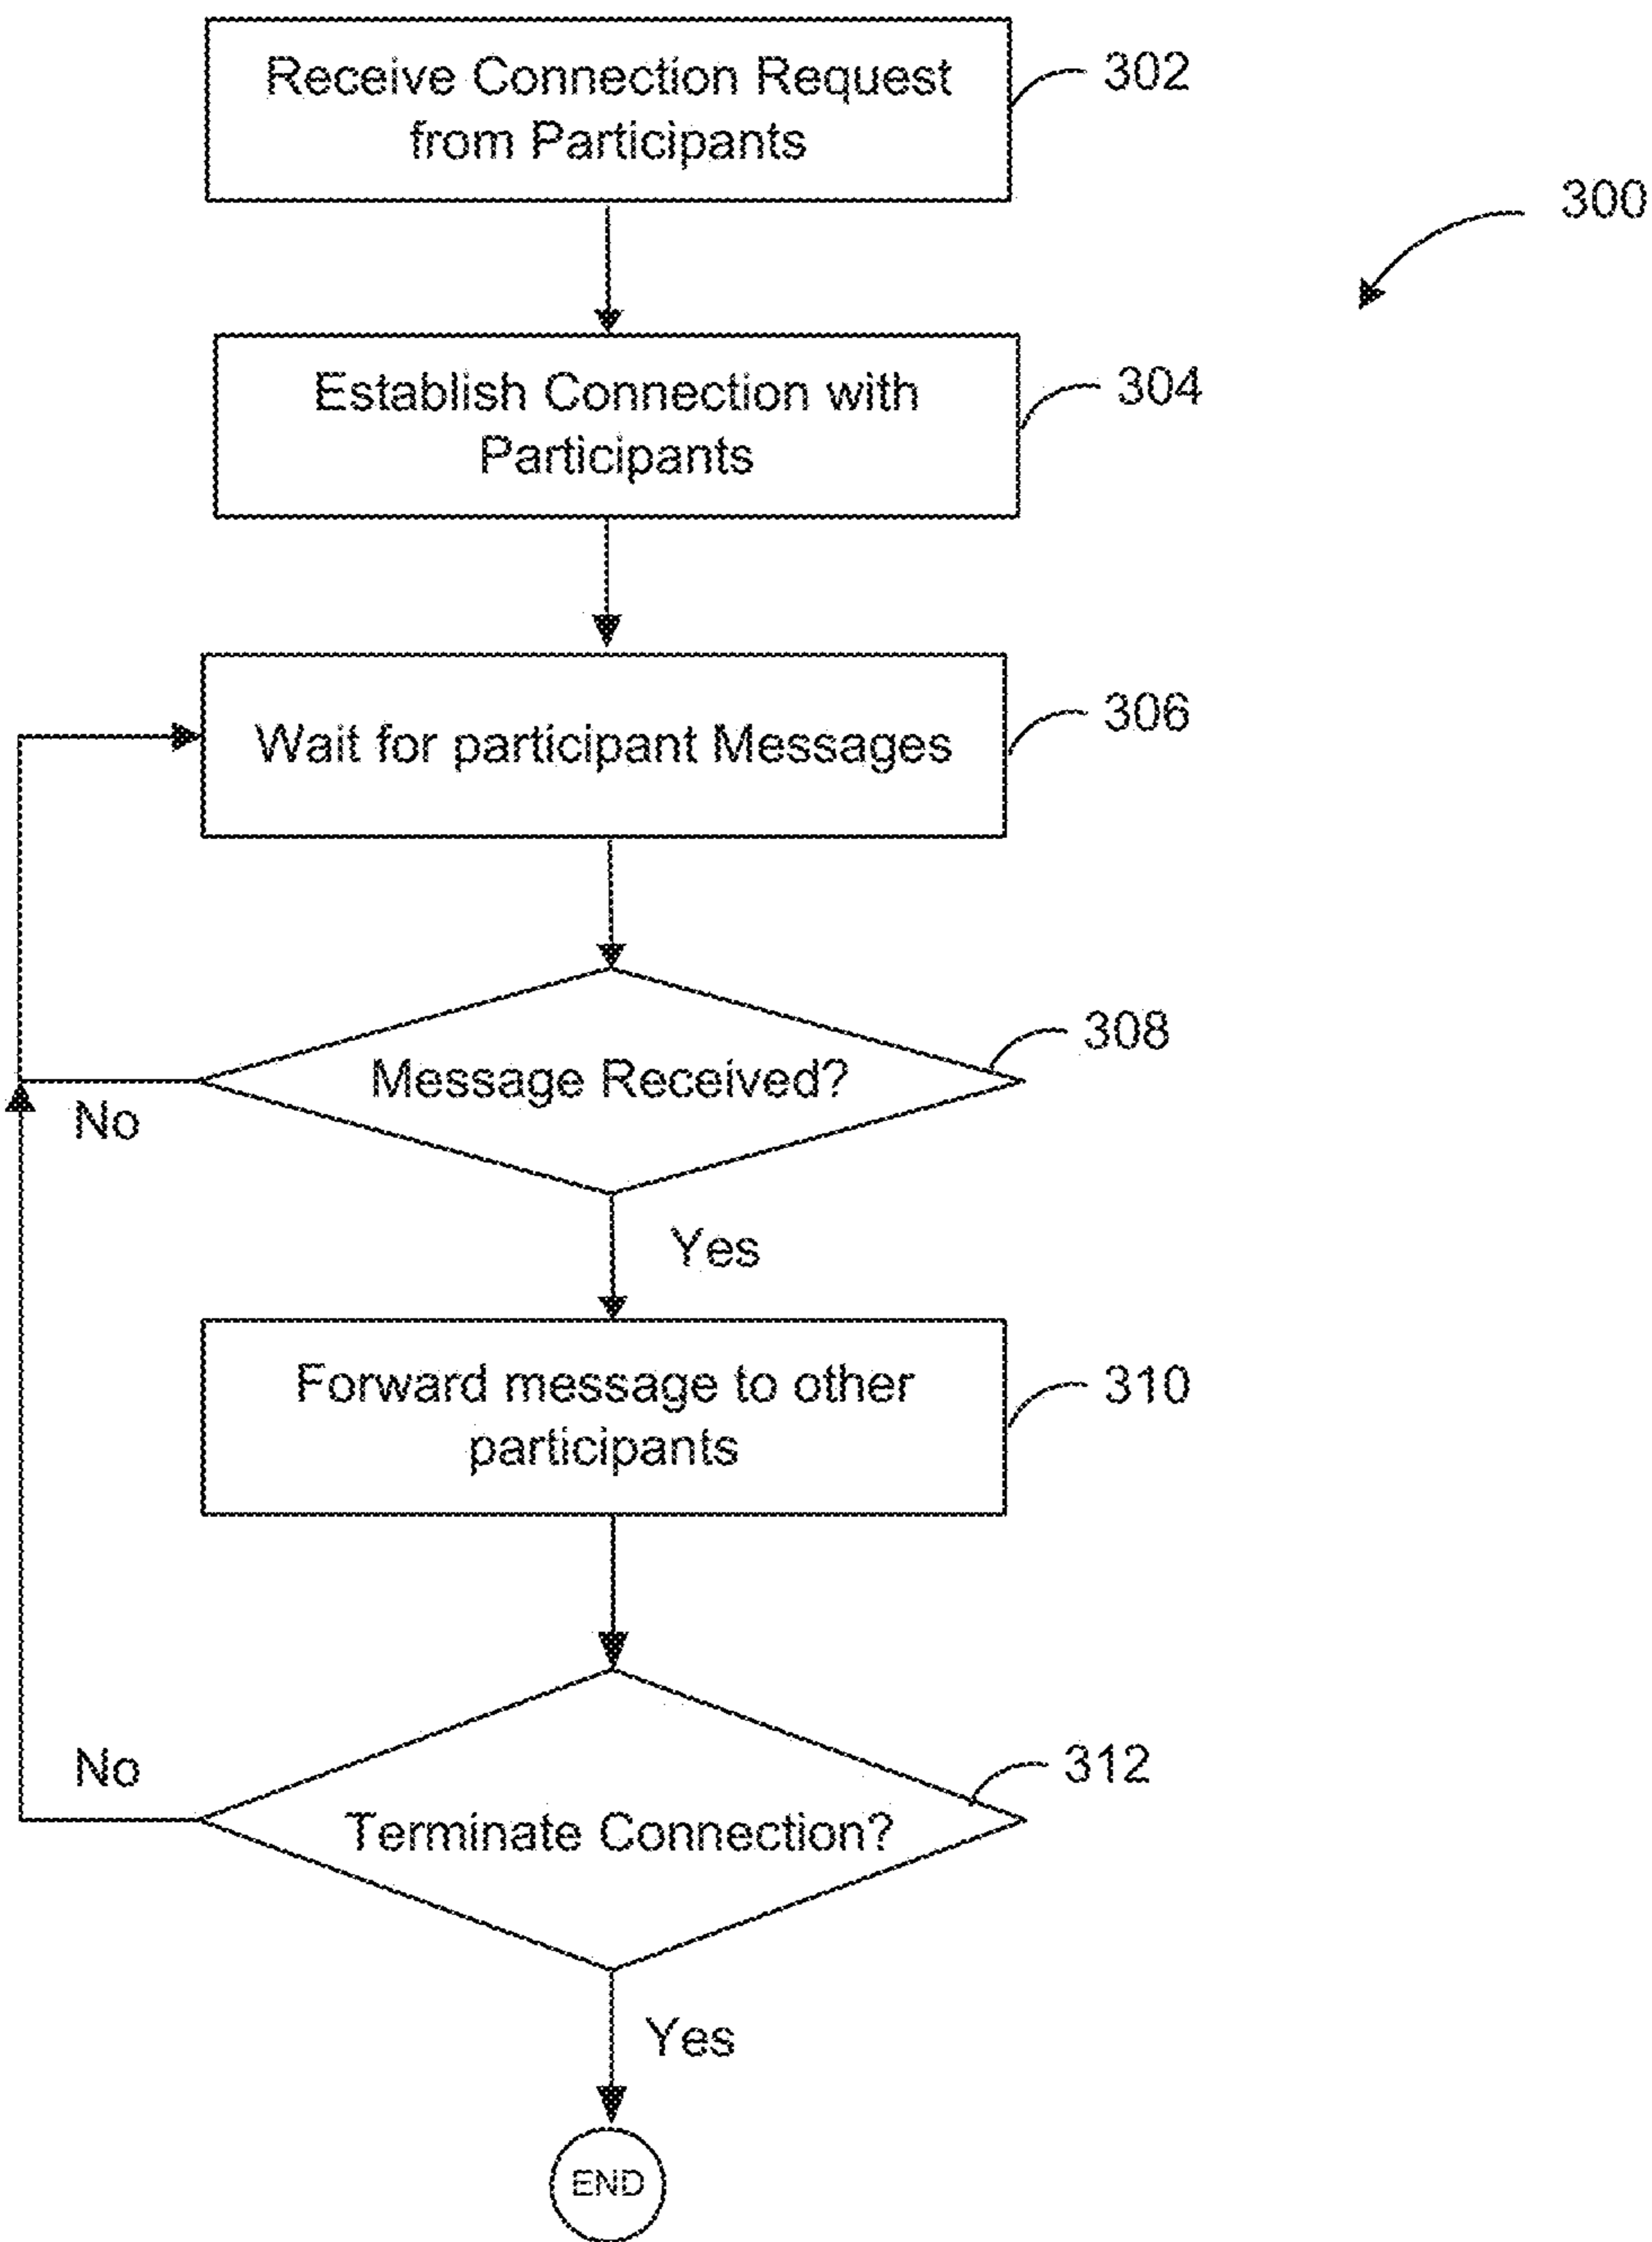 Receive Connection Request
from Participants
302
300
Establish Connection with
Participants
304
Wait for participant Messages
306
Message Received?
308
No
Yes
Forward message to other
participants
310
No
Terminate Connection?
312
Yes
END